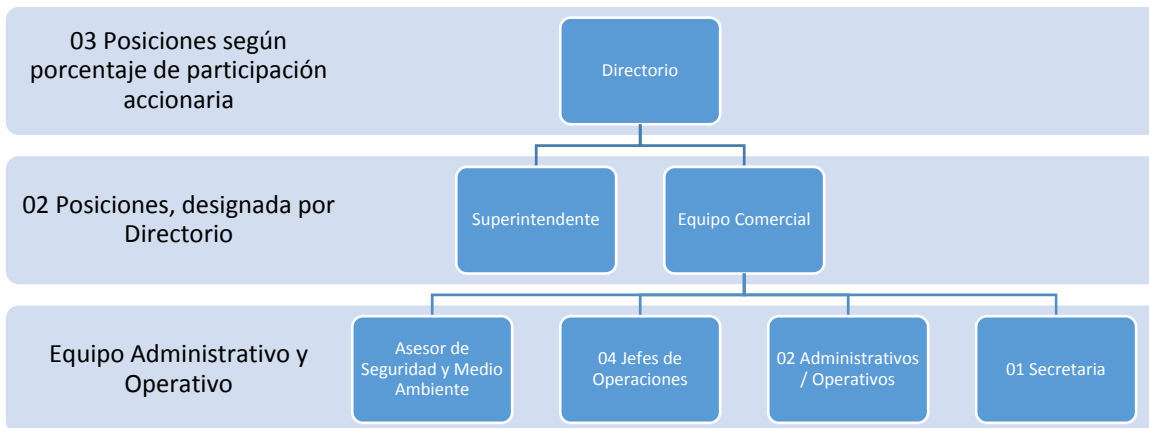 03 Posiciones según
porcentaje de participación
accionaria
Directorio
02 Posiciones, designada por
Directorio
Superintendente
Equipo Comercial
Equipo Administrativo y
Operativo
Asesor de
Seguridad y Medio
Ambiente
04 Jefes de
Operaciones
02 Administrativos
/ Operativos
01 Secretaria